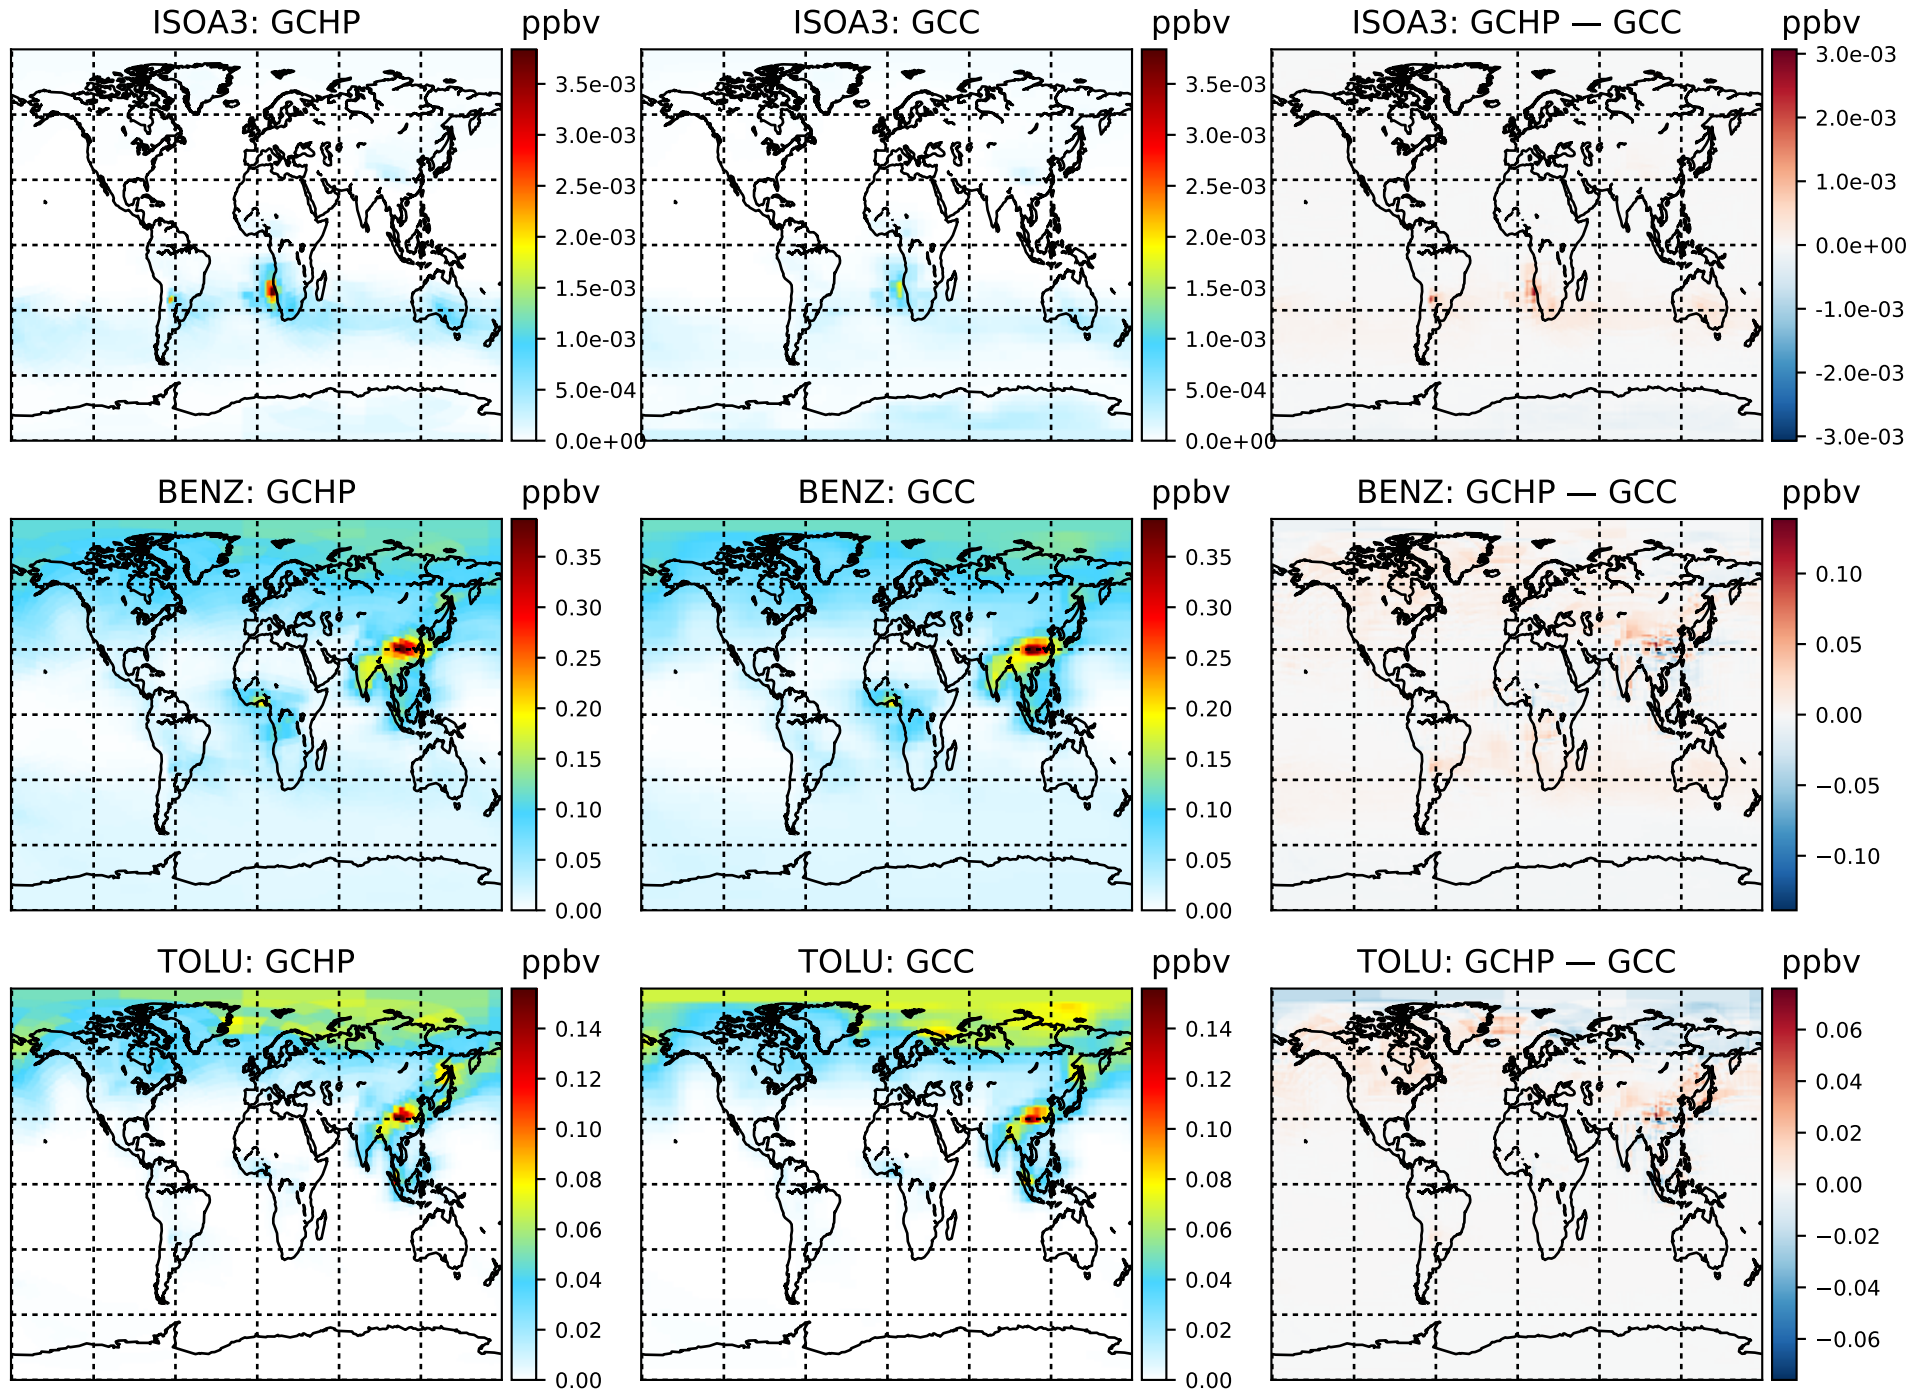 ISOA3: GCHP ppbv ISOA3: GCC ppbv ISOA3: GCHP — GCC ppbv
3.5e-03 3.5e-03 3.0e-03
3.0e-03 3.0e-03 2.0e-03
2.5e-03 2.5e-03 1.0e-03
2.0e-03 2.0e-03 0.0e+00
1.5e-03 1.5e-03 -1.0e-03
1.0e-03 1.0e-03 -2.0e-03
5.0e-04 5.0e-04
0.0e+00 0.0e+00 -3.0e-03
BENZ: GCHP ppbv BENZ: GCC ppbv BENZ: GCHP — GCC ppbv
0.35 0.35 0.10
0.30 0.30
0.25 0.25 0.05
0.20 0.20 0.00
0.15 0.15
0.10 0.10 −0.05
0.05 0.05 −0.10
0.00 0.00
TOLU: GCHP ppbv TOLU: GCC ppbv TOLU: GCHP — GCC ppbv
0.14 0.14 0.06
0.12 0.12 0.04
0.10 0.10 0.02
0.08 0.08 0.00
0.06 0.06 −0.02
0.04 0.04 −0.04
0.02 0.02 −0.06
0.00 0.00